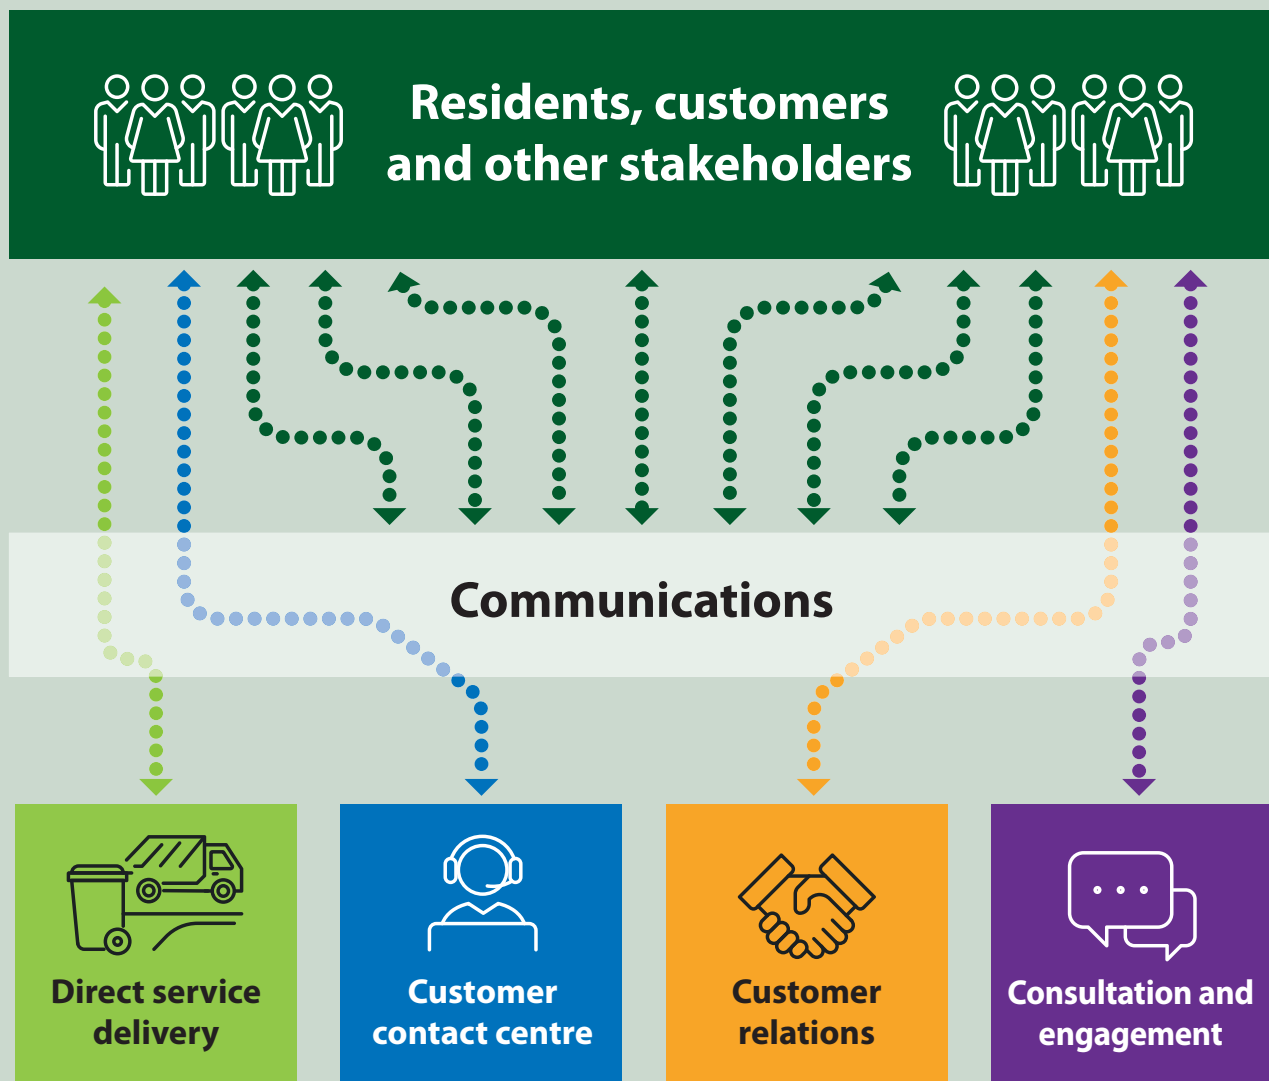 Residents, customers
and other stakeholders
Communications
Direct service
delivery
Customer
contact centre
Customer
relations
Consultation and
engagement